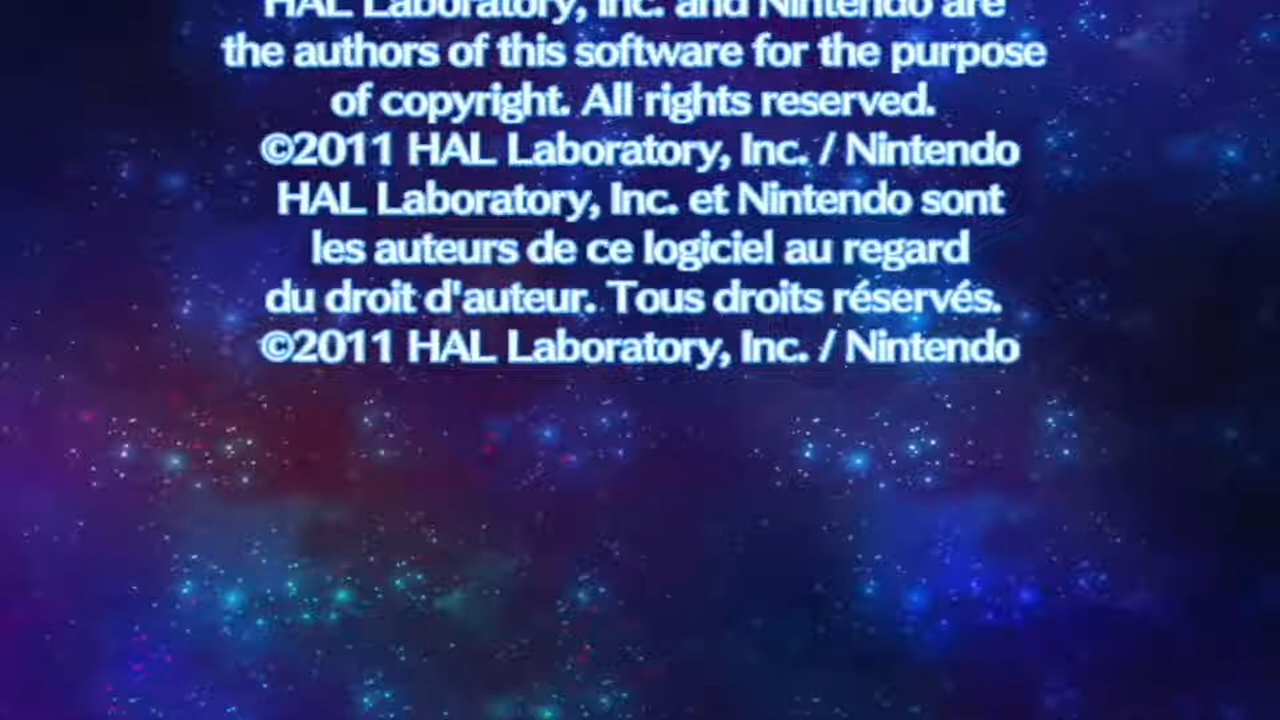 HAL Laboratory, Inc. and Nintendo are
the authors of this software for the purpose
of copyright. All rights reserved.
©2011 HAL Laboratory, Inc. / Nintendo
HAL Laboratory, Inc. et Nintendo sont
les auteurs de ce logiciel au regard
du droit d'auteur. Tous droits réservés.
©2011 HAL Laboratory, Inc. / Nintendo